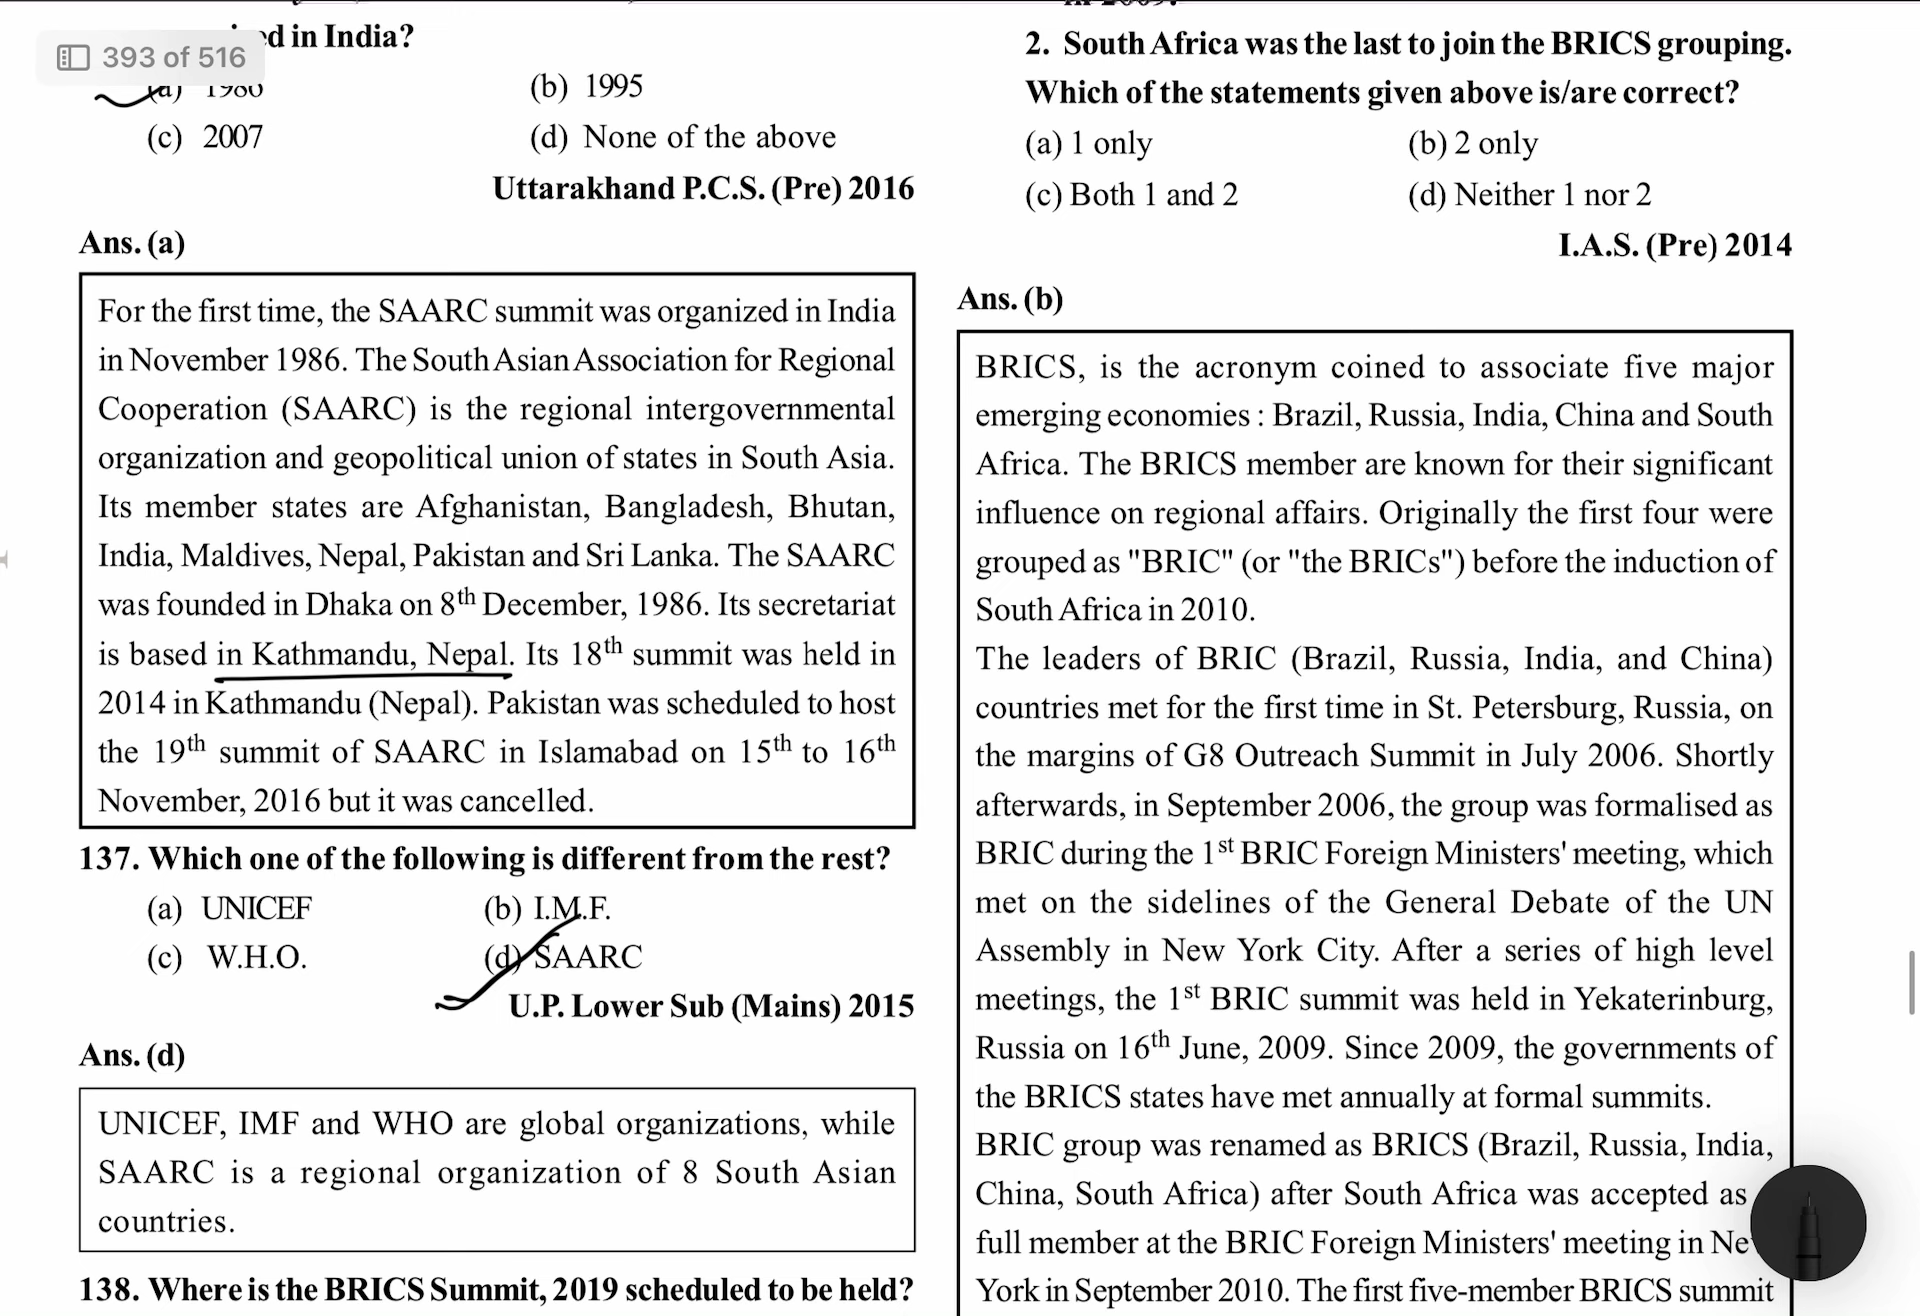 393 of 516
ed in India?
(a) 1986
(b) 1995
(c) 2007
(d) None of the above
Uttarakhand P.C.S. (Pre) 2016
Ans. (a)
For the first time, the SAARC summit was organized in India
in November 1986. The South Asian Association for Regional
Cooperation (SAARC) is the regional intergovernmental
organization and geopolitical union of states in South Asia.
Its member states are Afghanistan, Bangladesh, Bhutan,
India, Maldives, Nepal, Pakistan and Sri Lanka. The SAARC
was founded in Dhaka on 8th December, 1986. Its secretariat
is based in Kathmandu, Nepal. Its 18th summit was held in
2014 in Kathmandu (Nepal). Pakistan was scheduled to host
the 19th summit of SAARC in Islamabad on 15th to 16th
November, 2016 but it was cancelled.
137. Which one of the following is different from the rest?
(a) UNICEF
(b) I.M.F.
(c) W.H.O.
(d) SAARC
U.P. Lower Sub (Mains) 2015
Ans. (d)
UNICEF, IMF and WHO are global organizations, while
SAARC is a regional organization of 8 South Asian
countries.
138. Where is the BRICS Summit, 2019 scheduled to be held?
2. South Africa was the last to join the BRICS grouping.
Which of the statements given above is/are correct?
(a) 1 only
(b) 2 only
(c) Both 1 and 2
(d) Neither 1 nor 2
I.A.S. (Pre) 2014
Ans. (b)
BRICS, is the acronym coined to associate five major
emerging economies : Brazil, Russia, India, China and South
Africa. The BRICS member are known for their significant
influence on regional affairs. Originally the first four were
grouped as "BRIC" (or "the BRICs") before the induction of
South Africa in 2010.
The leaders of BRIC (Brazil, Russia, India, and China)
countries met for the first time in St. Petersburg, Russia, on
the margins of G8 Outreach Summit in July 2006. Shortly
afterwards, in September 2006, the group was formalised as
BRIC during the 1st BRIC Foreign Ministers' meeting, which
met on the sidelines of the General Debate of the UN
Assembly in New York City. After a series of high level
meetings, the 1st BRIC summit was held in Yekaterinburg,
Russia on 16th June, 2009. Since 2009, the governments of
the BRICS states have met annually at formal summits.
BRIC group was renamed as BRICS (Brazil, Russia, India,
China, South Africa) after South Africa was accepted as
full member at the BRIC Foreign Ministers' meeting in Ne
York in September 2010. The first five-member BRICS summit